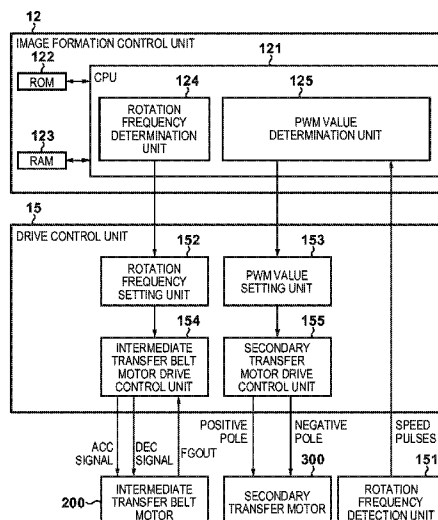 12
IMAGE FORMATION CONTROL UNIT
122
ROM
121
CPU
124
ROTATION
FREQUENCY
DETERMINATION
UNIT
125
PWM VALUE
DETERMINATION UNIT
123
RAM
15
DRIVE CONTROL UNIT
152
ROTATION
FREQUENCY
SETTING UNIT
153
PWM VALUE
SETTING UNIT
154
INTERMEDIATE
TRANSFER BELT
MOTOR DRIVE
CONTROL UNIT
155
SECONDARY
TRANSFER
MOTOR DRIVE
CONTROL UNIT
ACC
SIGNAL
DEC
SIGNAL
FGOUT
POSITIVE
POLE
NEGATIVE
POLE
SPEED
PULSES
200
INTERMEDIATE
TRANSFER BELT
MOTOR
300
SECONDARY
TRANSFER MOTOR
151
ROTATION
FREQUENCY
DETECTION UNIT